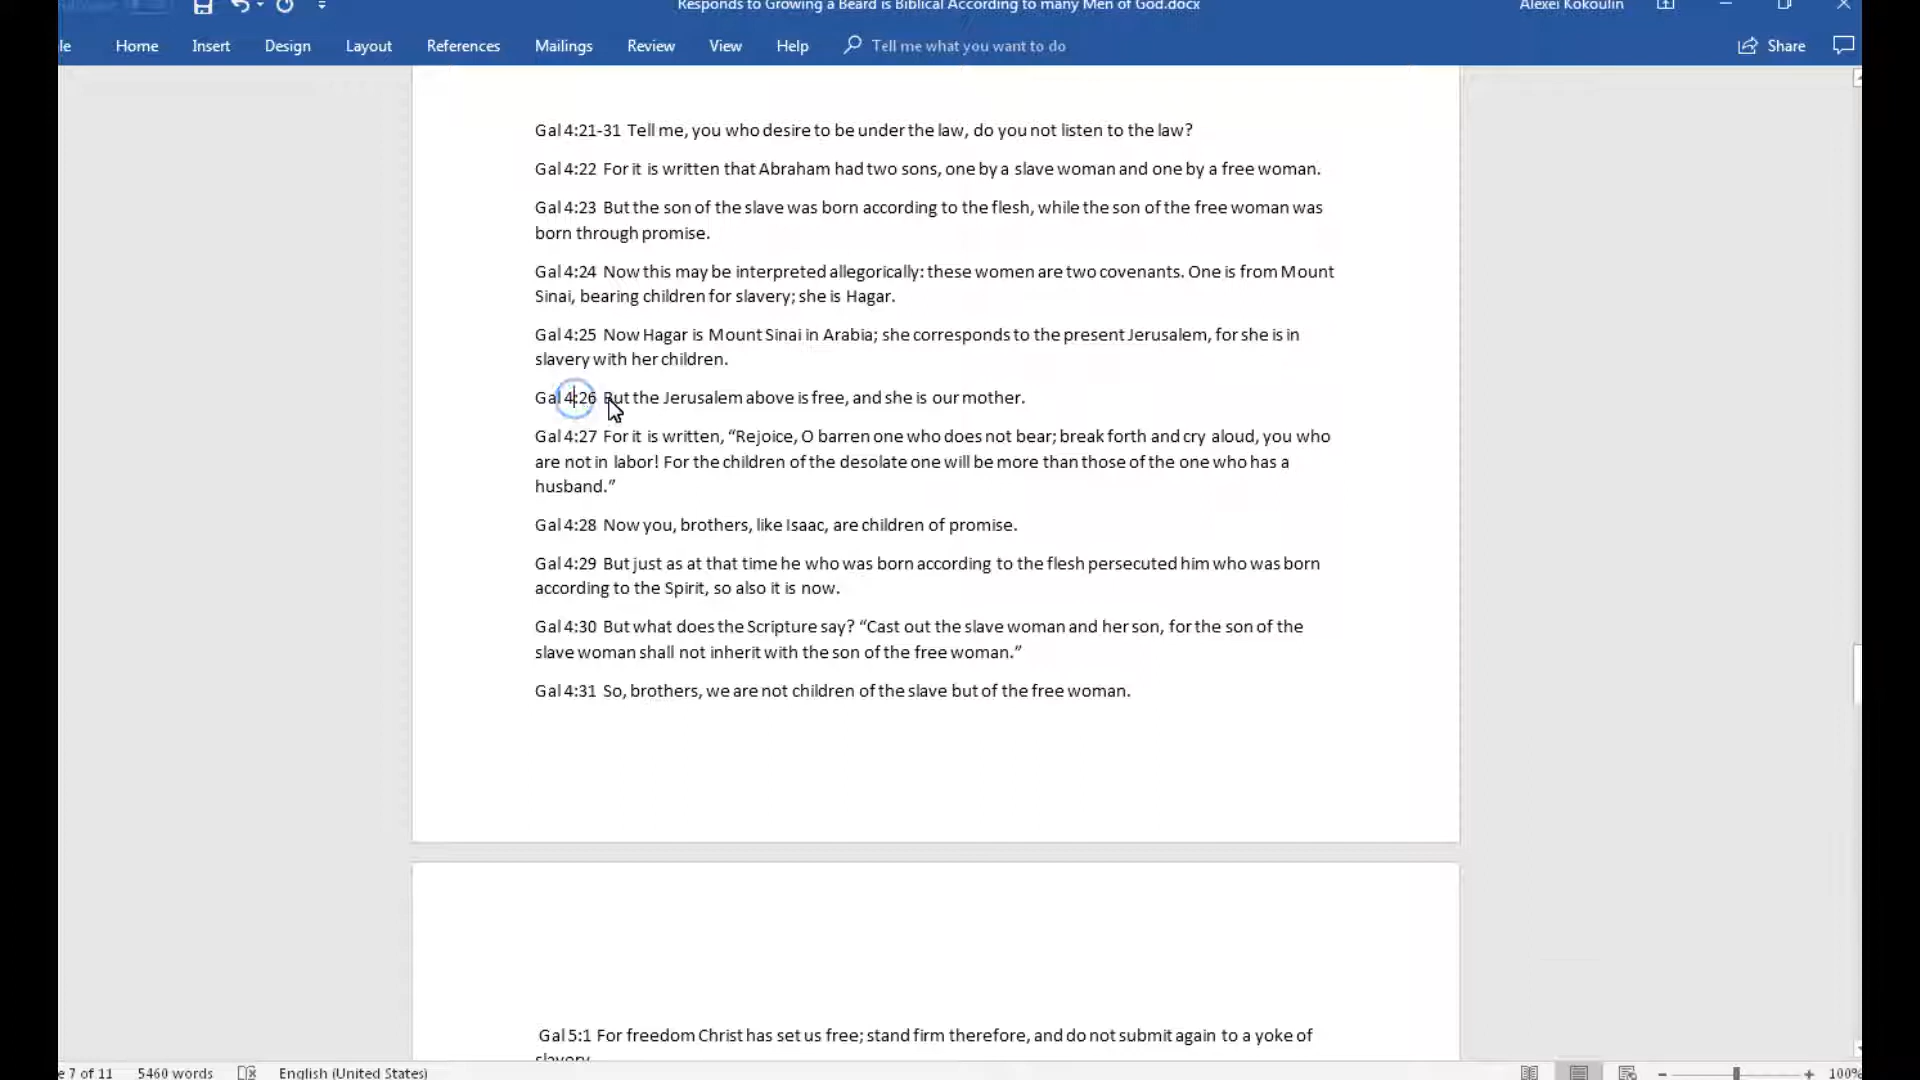 Responds to Growing a Beard is Biblical According to many Men of God.docx
Alexei Kokoulin
le Home Insert Design Layout References Mailings Review View Help Tell me what you want to do Share
Gal 4:21-31 Tell me, you who desire to be under the law, do you not listen to the law?
Gal 4:22 For it is written that Abraham had two sons, one by a slave woman and one by a free woman.
Gal 4:23 But the son of the slave was born according to the flesh, while the son of the free woman was
born through promise.
Gal 4:24 Now this may be interpreted allegorically: these women are two covenants. One is from Mount
Sinai, bearing children for slavery; she is Hagar.
Gal 4:25 Now Hagar is Mount Sinai in Arabia; she corresponds to the present Jerusalem, for she is in
slavery with her children.
Gal 4:26 But the Jerusalem above is free, and she is our mother.
Gal 4:27 For it is written, “Rejoice, O barren one who does not bear; break forth and cry aloud, you who
are not in labor! For the children of the desolate one will be more than those of the one who has a
husband.”
Gal 4:28 Now you, brothers, like Isaac, are children of promise.
Gal 4:29 But just as at that time he who was born according to the flesh persecuted him who was born
according to the Spirit, so also it is now.
Gal 4:30 But what does the Scripture say? “Cast out the slave woman and her son, for the son of the
slave woman shall not inherit with the son of the free woman.”
Gal 4:31 So, brothers, we are not children of the slave but of the free woman.
Gal 5:1 For freedom Christ has set us free; stand firm therefore, and do not submit again to a yoke of
slavery.
e 7 of 11 5460 words English (United States) 100%